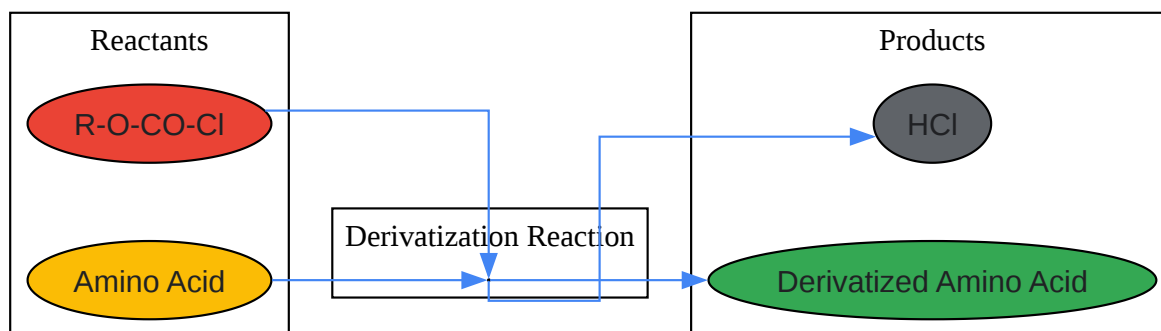 Reactants
R-O-CO-Cl
Amino Acid
Derivatization Reaction
Products
HCl
Derivatized Amino Acid